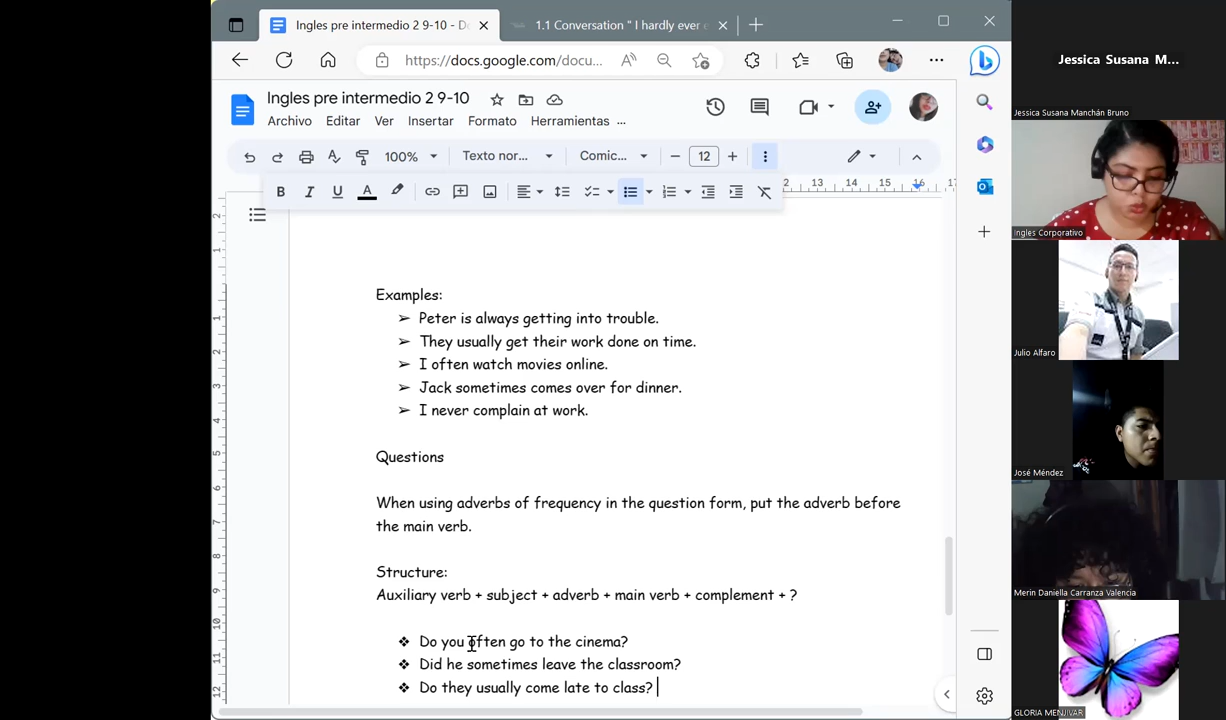 Ingles pre intermedio 2 9-10 - Do
1.1 Conversation " I hardly ever e
https://docs.google.com/docu...
Ingles pre intermedio 2 9-10
Archivo Editar Ver Insertar Formato Herramientas ...
100% Texto nor... Comic... 12
12 13 14 15 16 17
Examples:
➢ Peter is always getting into trouble.
➢ They usually get their work done on time.
➢ I often watch movies online.
➢ Jack sometimes comes over for dinner.
➢ I never complain at work.
Questions
When using adverbs of frequency in the question form, put the adverb before
the main verb.
Structure:
Auxiliary verb + subject + adverb + main verb + complement + ?
❖ Do you often go to the cinema?
❖ Did he sometimes leave the classroom?
❖ Do they usually come late to class?
Jessica Susana M...
Jessica Susana Manchán Bruno
Ingles Corporativo
Julio Alfaro
José Méndez
Merin Daniella Carranza Valencia
GLORIA MENJIVAR